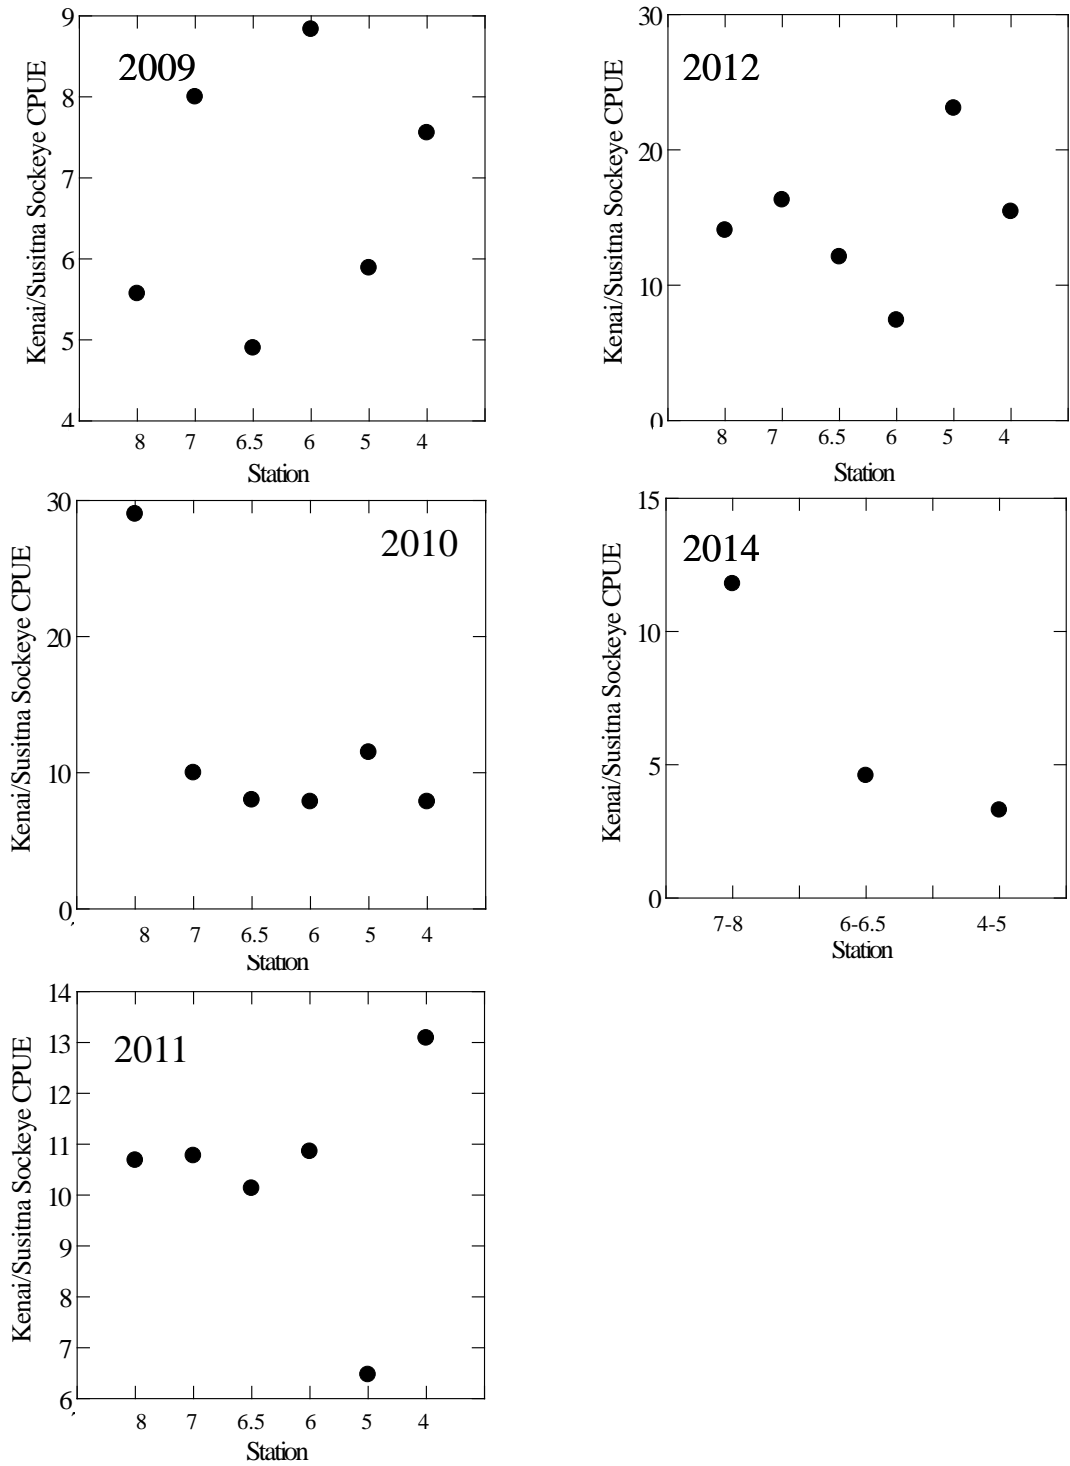 9
2009
8
7
6
5
4
Kenai/Susitna Sockeye CPUE
8 7 6.5 6 5 4
Station
30
2012
20
10
0
Kenai/Susitna Sockeye CPUE
8 7 6.5 6 5 4
Station
30
2010
20
10
0
Kenai/Susitna Sockeye CPUE
8 7 6.5 6 5 4
Station
15
2014
10
5
0
Kenai/Susitna Sockeye CPUE
7-8 6-6.5 4-5
Station
14
13
2011
12
11
10
9
8
7
6
Kenai/Susitna Sockeye CPUE
8 7 6.5 6 5 4
Station